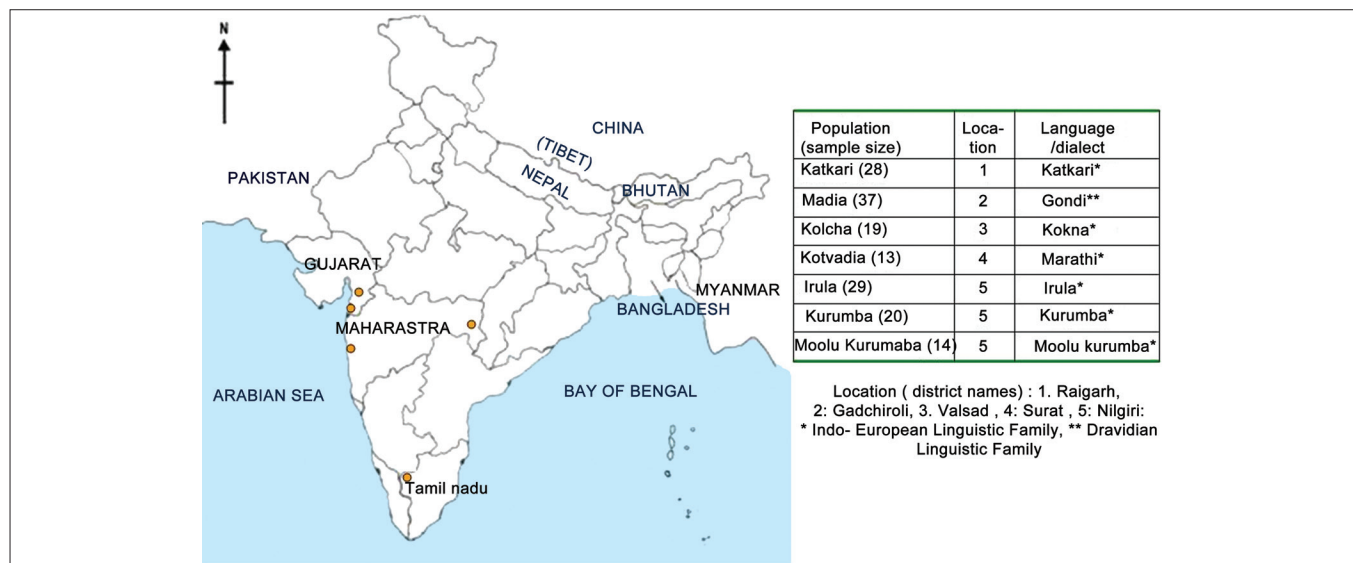 N
CHINA
(TIBET)
NEPAL
PAKISTAN
BHUTAN
GUJARAT
MYANMAR
BANGLADESH
MAHARASTRA
ARABIAN SEA
BAY OF BENGAL
Tamil nadu
Population (sample size) Loca-tion Language /dialect
Katkari (28) 1 Katkari*
Madia (37) 2 Gondi**
Kolcha (19) 3 Kokna*
Kotvadia (13) 4 Marathi*
Irula (29) 5 Irula*
Kurumba (20) 5 Kurumba*
Moolu Kurumaba (14) 5 Moolu kurumba*
Location ( district names) : 1. Raigarh,
2: Gadchiroli, 3. Valsad , 4: Surat , 5: Nilgiri:
* Indo- European Linguistic Family, ** Dravidian
Linguistic Family